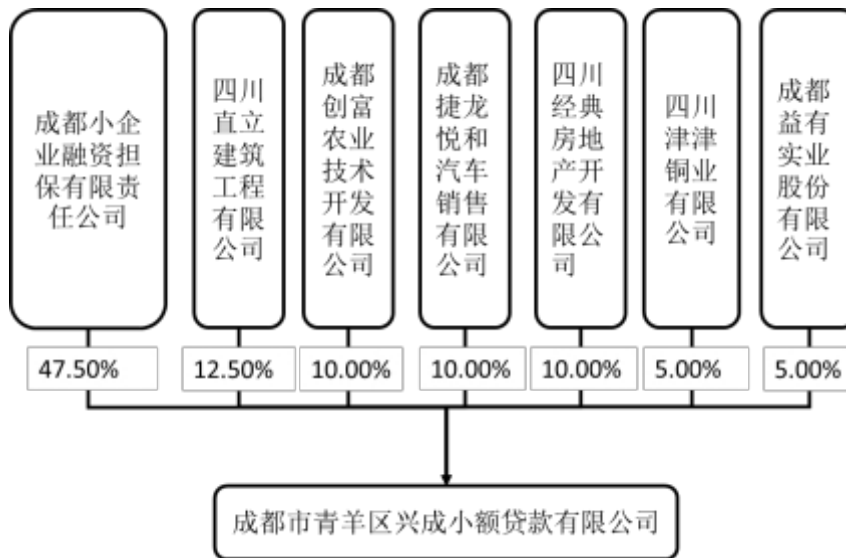 成都小企
业融资担
保有限责
任公司
四川
直立
建筑
工程
有限
公司
成都
创富
农业
技术
开发
有限
公司
成都
捷龙
悦和
汽车
销售
有限
公司
四川
经典
房地
产开
发有
限公
司
四川
津津
铜业
有限
公司
成都
益有
实业
股份
有限
公司
47.50%
12.50%
10.00%
10.00%
10.00%
5.00%
5.00%
成都市青羊区兴成小额贷款有限公司